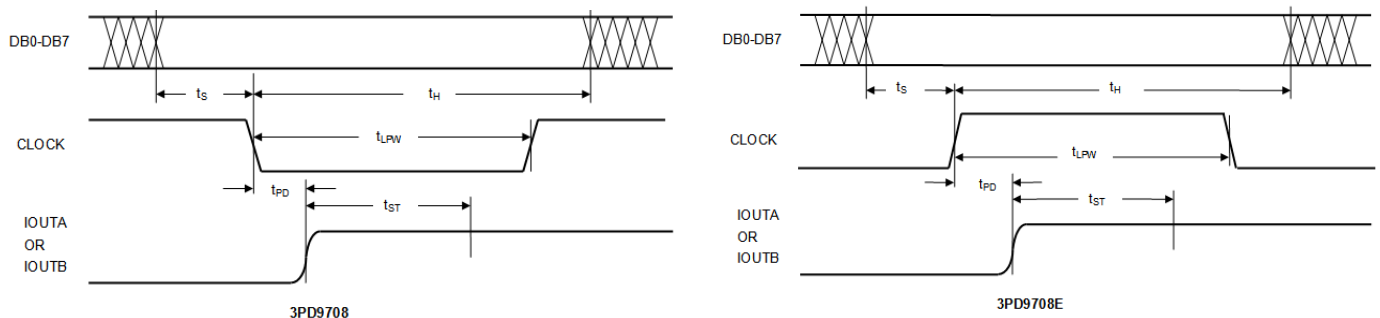 DB0-DB7
tS
tH
CLOCK
tLPW
tPD
tST
IOUTA
OR
IOUTB
3PD9708
DB0-DB7
tS
tH
CLOCK
tLPW
tPD
tST
IOUTA
OR
IOUTB
3PD9708E